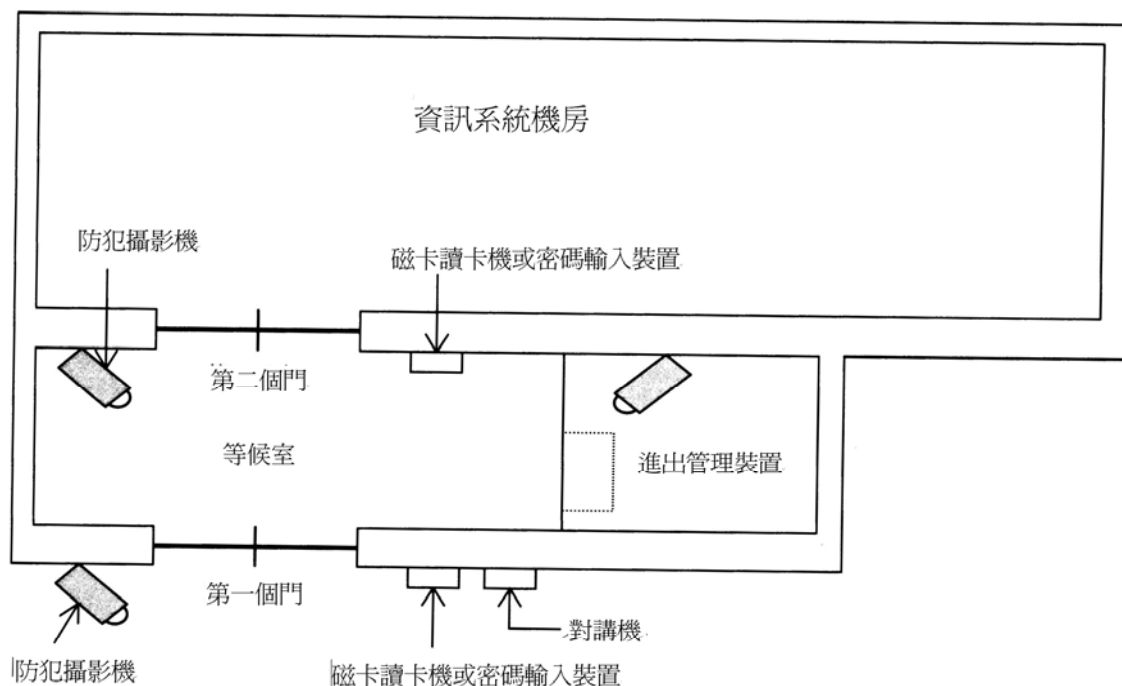 資訊系統機房
防犯攝影機
磁卡讀卡機或密碼輸入裝置
第二個門
等候室
進出管理裝置
第一個門
對講機
防犯攝影機
磁卡讀卡機或密碼輸入裝置